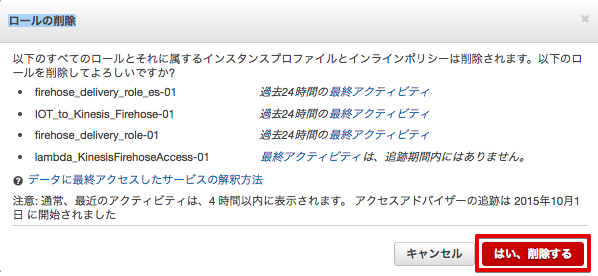 ロールの削除
×
以下のすべてのロールとそれに属するインスタンスプロファイルとインラインポリシーは削除されます。以下のロ
ールを削除してよろしいですか?
firehose_delivery_role_es-01 過去24時間の最終アクティビティ
IOT_to_Kinesis_Firehose-01 過去24時間の最終アクティビティ
firehose_delivery_role-01 過去24時間の最終アクティビティ
lambda_KinesisFirehoseAccess-01 最終アクティビティは、追跡期間内にはありません。
データに最終アクセスしたサービスの解釈方法
注意: 通常、最近のアクティビティは、4 時間以内に表示されます。 アクセスアドバイザーの追跡は 2015年10月1
日 に開始されました
キャンセル はい、削除する